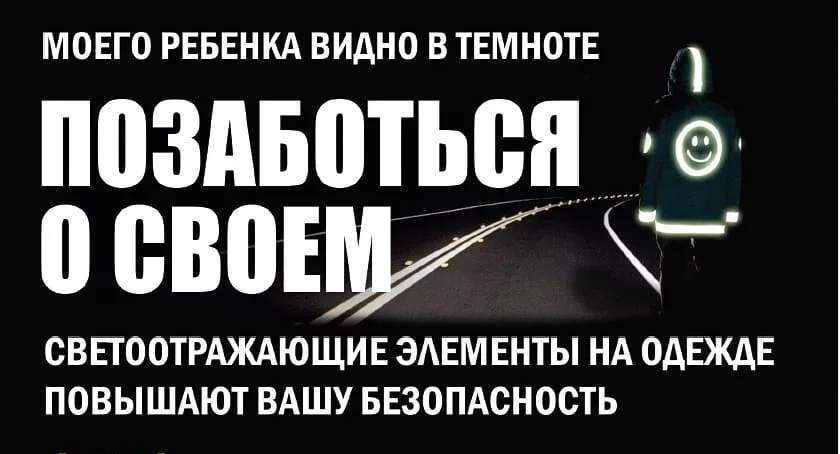 МОЕГО РЕБЕНКА ВИДНО В ТЕМНОТЕ
ПОЗАБОТЬСЯ
О СВОЕМ
СВЕТООТРАЖАЮЩИЕ ЭЛЕМЕНТЫ НА ОДЕЖДЕ
ПОВЫШАЮТ ВАШУ БЕЗОПАСНОСТЬ